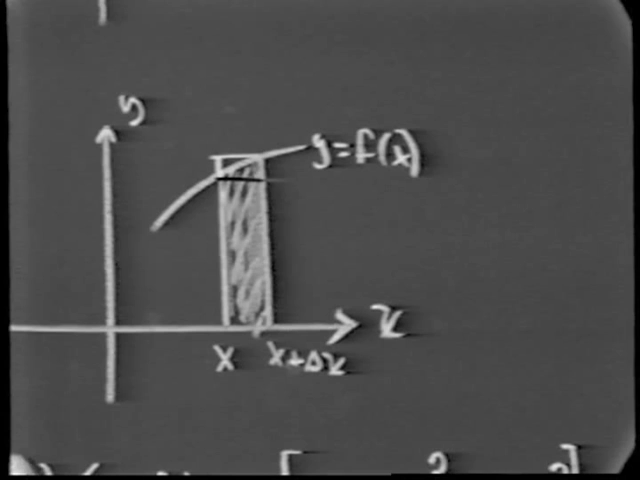 y
y=f(x)
x
x x+Δx